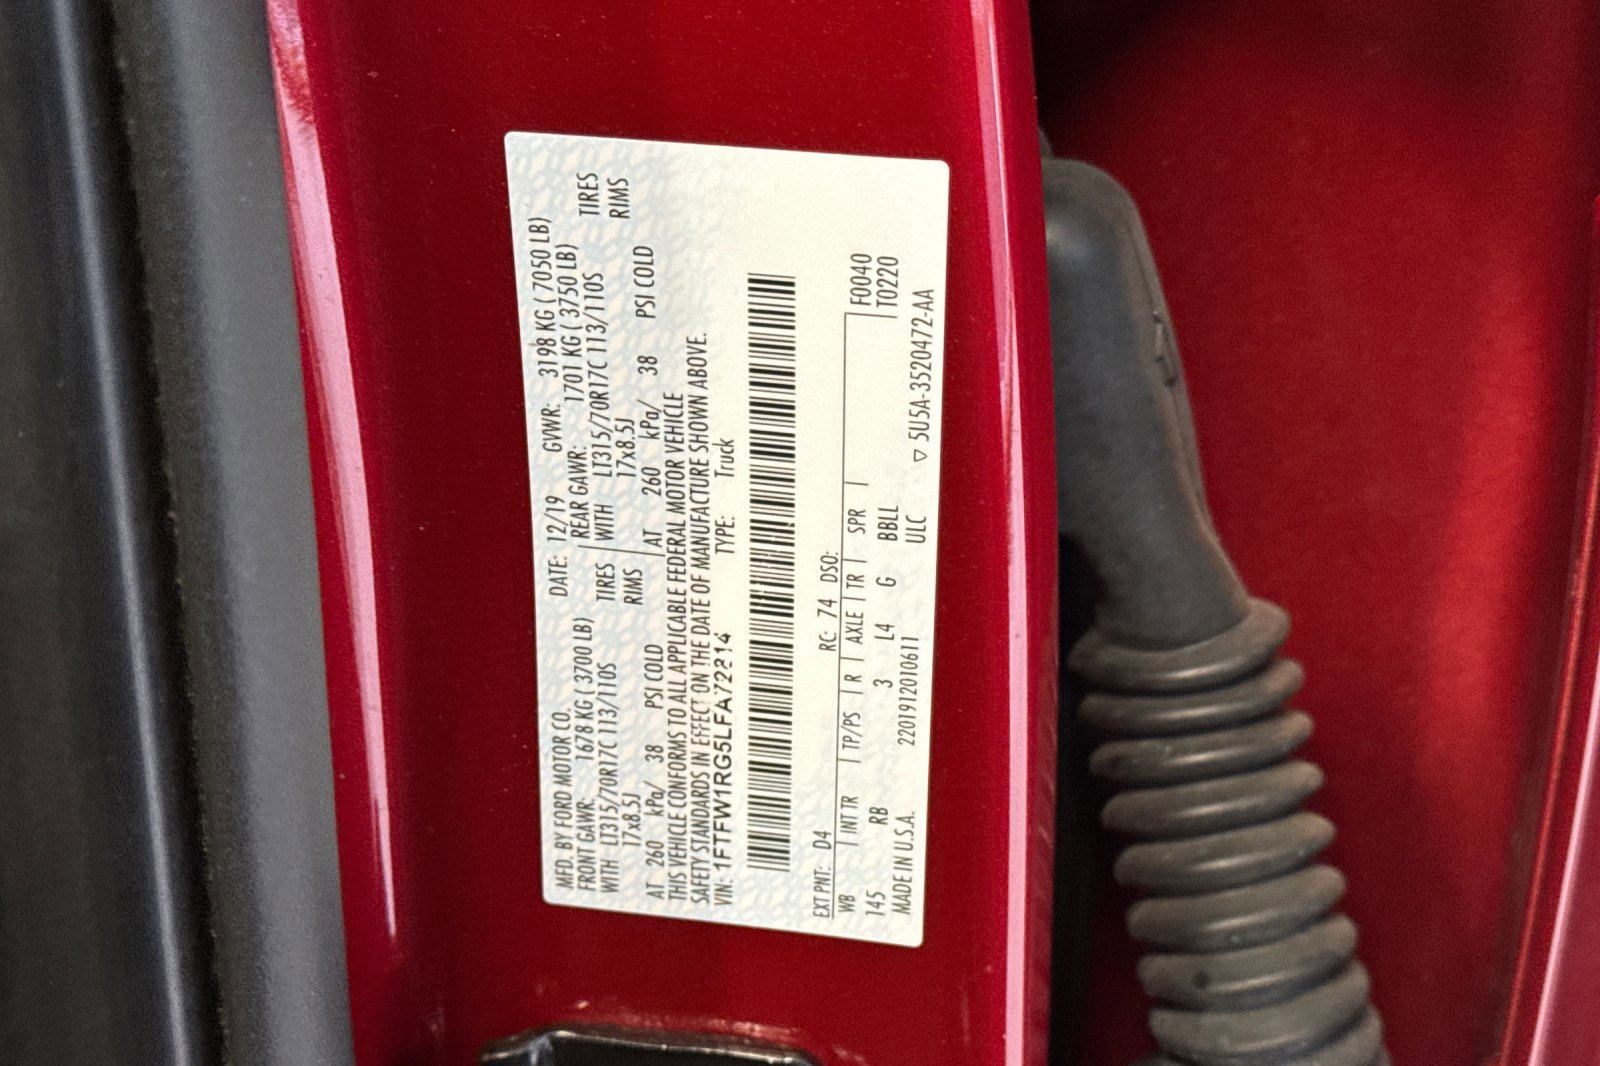 MFD. BY FORD MOTOR CO. DATE: 12/19 GVWR: 3198 KG ( 7050 LB)
FRONT GAWR: 1678 KG ( 3700 LB) REAR GAWR: 1701 KG ( 3750 LB)
WITH LT315/70R17C 113/110S TIRES WITH LT315/70R17C 113/110S TIRES
17x8.5J RIMS 17x8.5J RIMS
AT 260 kPa/ 38 PSI COLD AT 260 kPa/ 38 PSI COLD
THIS VEHICLE CONFORMS TO ALL APPLICABLE FEDERAL MOTOR VEHICLE
SAFETY STANDARDS IN EFFECT ON THE DATE OF MANUFACTURE SHOWN ABOVE.
VIN: 1FTFW1RG5LFA72214 TYPE: Truck
EXT PNT: D4 RC: 74 DSO:
WB | INT TR | TP/PS | R | AXLE | TR | SPR | F0040
145 RB 3 L4 G BBLL T0220
MADE IN U.S.A. 22019120106​11 ULC ▽ 5U5A-3520472-AA